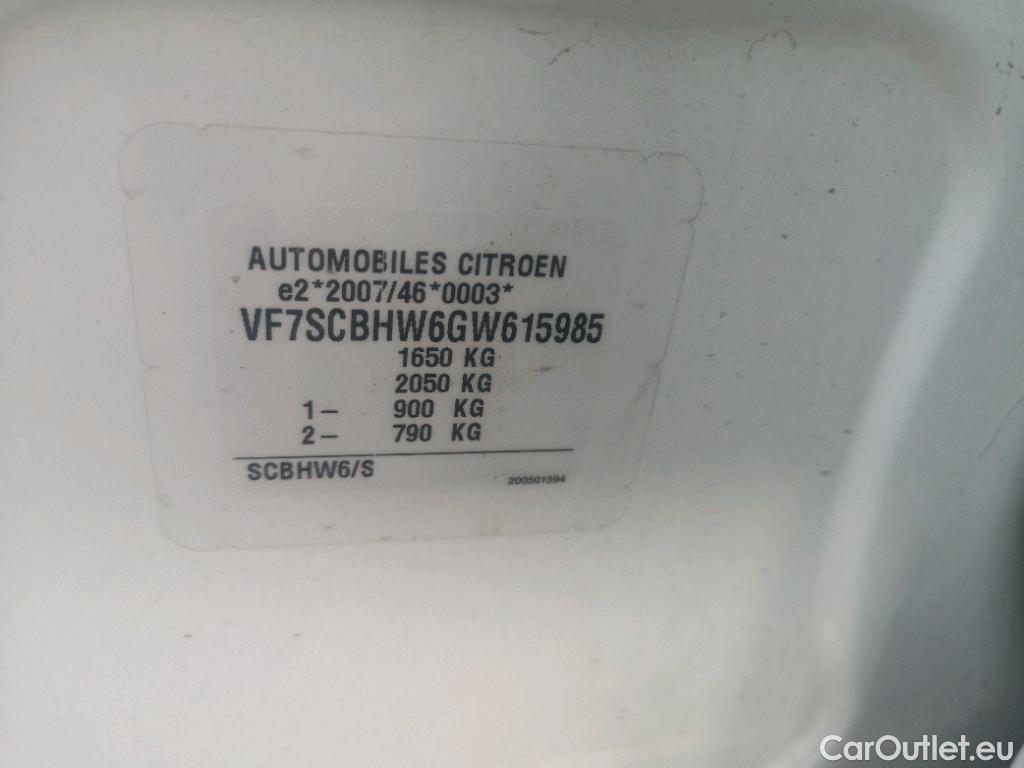 AUTOMOBILES CITROEN
e2*2007/46*0003*
VF7SCBHW6GW615985
1650 KG
2050 KG
1– 900 KG
2– 790 KG
SCBHW6/S
200501594
CarOutlet.eu